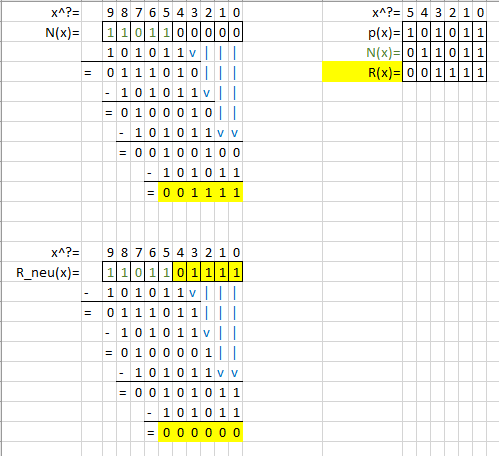 x^?= 9 8 7 6 5 4 3 2 1 0 x^?= 5 4 3 2 1 0
N(x)= 1 1 0 1 1 0 0 0 0 0 p(x)= 1 0 1 0 1 1
1 0 1 0 1 1 v | | | N(x)= 0 1 1 0 1 1
= 0 1 1 1 0 1 0 | | R(x)= 0 0 1 1 1 1
- 1 0 1 0 1 1 v | |
= 0 1 0 0 0 1 0 | |
- 1 0 1 0 1 1 v v
= 0 0 1 0 0 1 0 0
- 1 0 1 0 1 1
= 0 0 1 1 1 1
x^?= 9 8 7 6 5 4 3 2 1 0
R_neu(x)= 1 1 0 1 1 0 1 1 1 1
- 1 0 1 0 1 1 v | | |
= 0 1 1 1 0 1 1 | | |
- 1 0 1 0 1 1 v | |
= 0 1 0 0 0 0 1 | |
- 1 0 1 0 1 1 v v
= 0 0 1 0 1 0 1 1
- 1 0 1 0 1 1
= 0 0 0 0 0 0